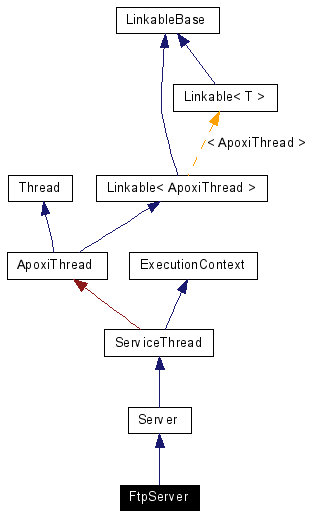 LinkableBase
Linkable< T >
< ApoxiThread >
Thread
Linkable< ApoxiThread >
ApoxiThread
ExecutionContext
ServiceThread
Server
FtpServer